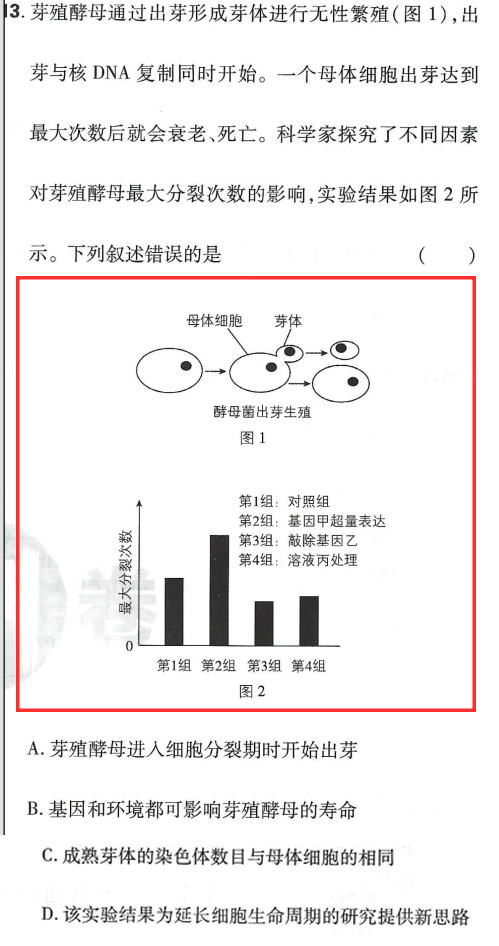 13. 芽殖酵母通过出芽形成芽体进行无性繁殖(图 1),出
芽与核 DNA 复制同时开始。一个母体细胞出芽达到
最大次数后就会衰老、死亡。科学家探究了不同因素
对芽殖酵母最大分裂次数的影响,实验结果如图 2 所
示。下列叙述错误的是 ( )
母体细胞 芽体
酵母菌出芽生殖
图 1
第1组：对照组
第2组：基因甲超量表达
第3组：敲除基因乙
第4组：溶液丙处理
最大分裂次数
0
第1组 第2组 第3组 第4组
图 2
A. 芽殖酵母进入细胞分裂期时开始出芽
B. 基因和环境都可影响芽殖酵母的寿命
C. 成熟芽体的染色体数目与母体细胞的相同
D. 该实验结果为延长细胞生命周期的研究提供新思路